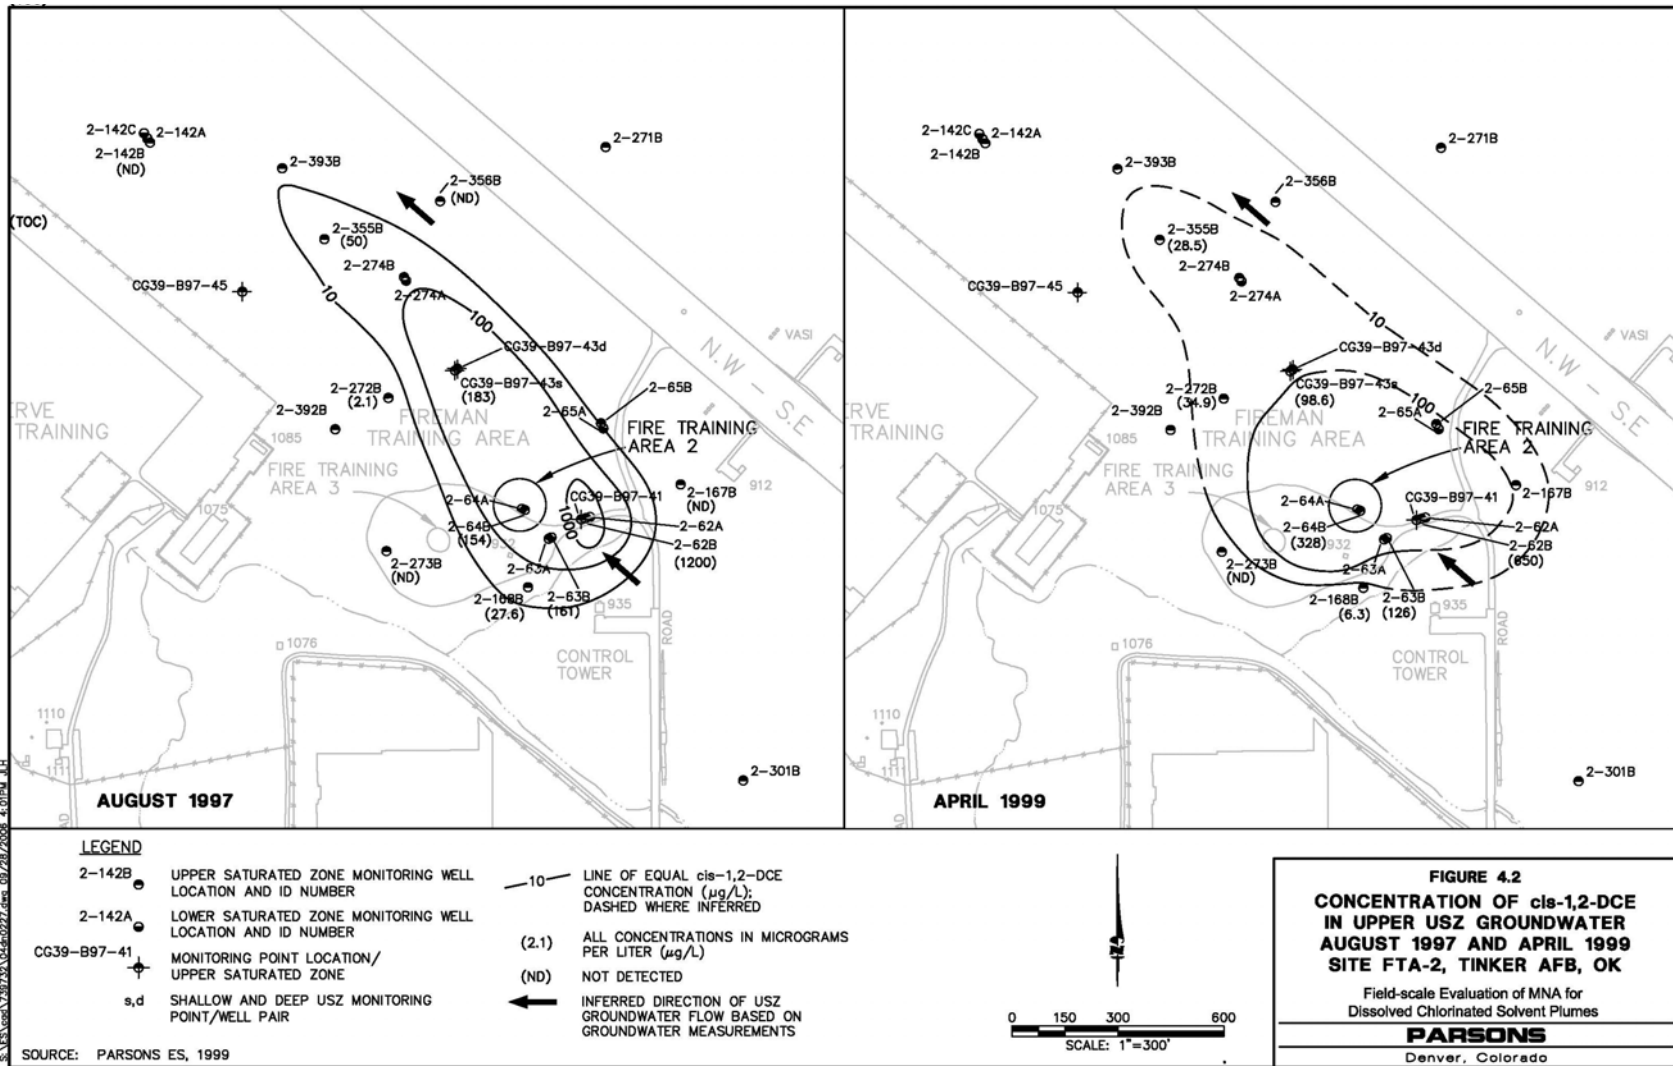 (TOC)
2-142C
2-142A
2-142B
(ND)
2-393B
2-271B
2-356B
(ND)
2-355B
(50)
2-274B
2-274A
CG39-B97-45
10
100
CG39-B97-43d
CG39-B97-43s
(183)
N.W - S.E
VASI
2-272B
(2.1)
2-392B
2-65B
2-65A
FIREMAN
TRAINING AREA
FIRE TRAINING
AREA 2
ERVE
TRAINING
1085
FIRE TRAINING
AREA 3
1075
2-64A
2-64B
(154)
932
CG39-B97-41
1000
2-167B
(ND)
912
2-62A
2-62B
(1200)
2-273B
(ND)
2-63A
2-63B
(161)
2-168B
(27.6)
935
ROAD
1076
CONTROL
TOWER
1110
1111
AD
2-301B
AUGUST 1997
2-142C
2-142A
2-142B
2-393B
2-271B
2-356B
2-355B
(28.5)
2-274B
2-274A
CG39-B97-45
10
100
CG39-B97-43d
CG39-B97-43s
(98.6)
N.W - S.E
VASI
2-272B
(34.9)
2-392B
2-65B
2-65A
FIREMAN
TRAINING AREA
FIRE TRAINING
AREA 2
ERVE
TRAINING
1085
FIRE TRAINING
AREA 3
1075
2-64A
2-64B
(328)
932
CG39-B97-41
2-167B
912
2-62A
2-62B
(650)
2-273B
(ND)
2-63A
2-63B
(126)
2-168B
(6.3)
935
ROAD
1076
CONTROL
TOWER
1110
1111
AD
2-301B
APRIL 1999
LEGEND
2-142B UPPER SATURATED ZONE MONITORING WELL
LOCATION AND ID NUMBER
2-142A LOWER SATURATED ZONE MONITORING WELL
LOCATION AND ID NUMBER
CG39-B97-41 MONITORING POINT LOCATION/
UPPER SATURATED ZONE
s,d SHALLOW AND DEEP USZ MONITORING
POINT/WELL PAIR
SOURCE: PARSONS ES, 1999
10 LINE OF EQUAL cis-1,2-DCE
CONCENTRATION (µg/L);
DASHED WHERE INFERRED
(2.1) ALL CONCENTRATIONS IN MICROGRAMS
PER LITER (µg/L)
(ND) NOT DETECTED
INFERRED DIRECTION OF USZ
GROUNDWATER FLOW BASED ON
GROUNDWATER MEASUREMENTS
0 150 300 600
SCALE: 1"=300'
FIGURE 4.2
CONCENTRATION OF cis-1,2-DCE
IN UPPER USZ GROUNDWATER
AUGUST 1997 AND APRIL 1999
SITE FTA-2, TINKER AFB, OK
Field-scale Evaluation of MNA for
Dissolved Chlorinated Solvent Plumes
PARSONS
Denver, Colorado